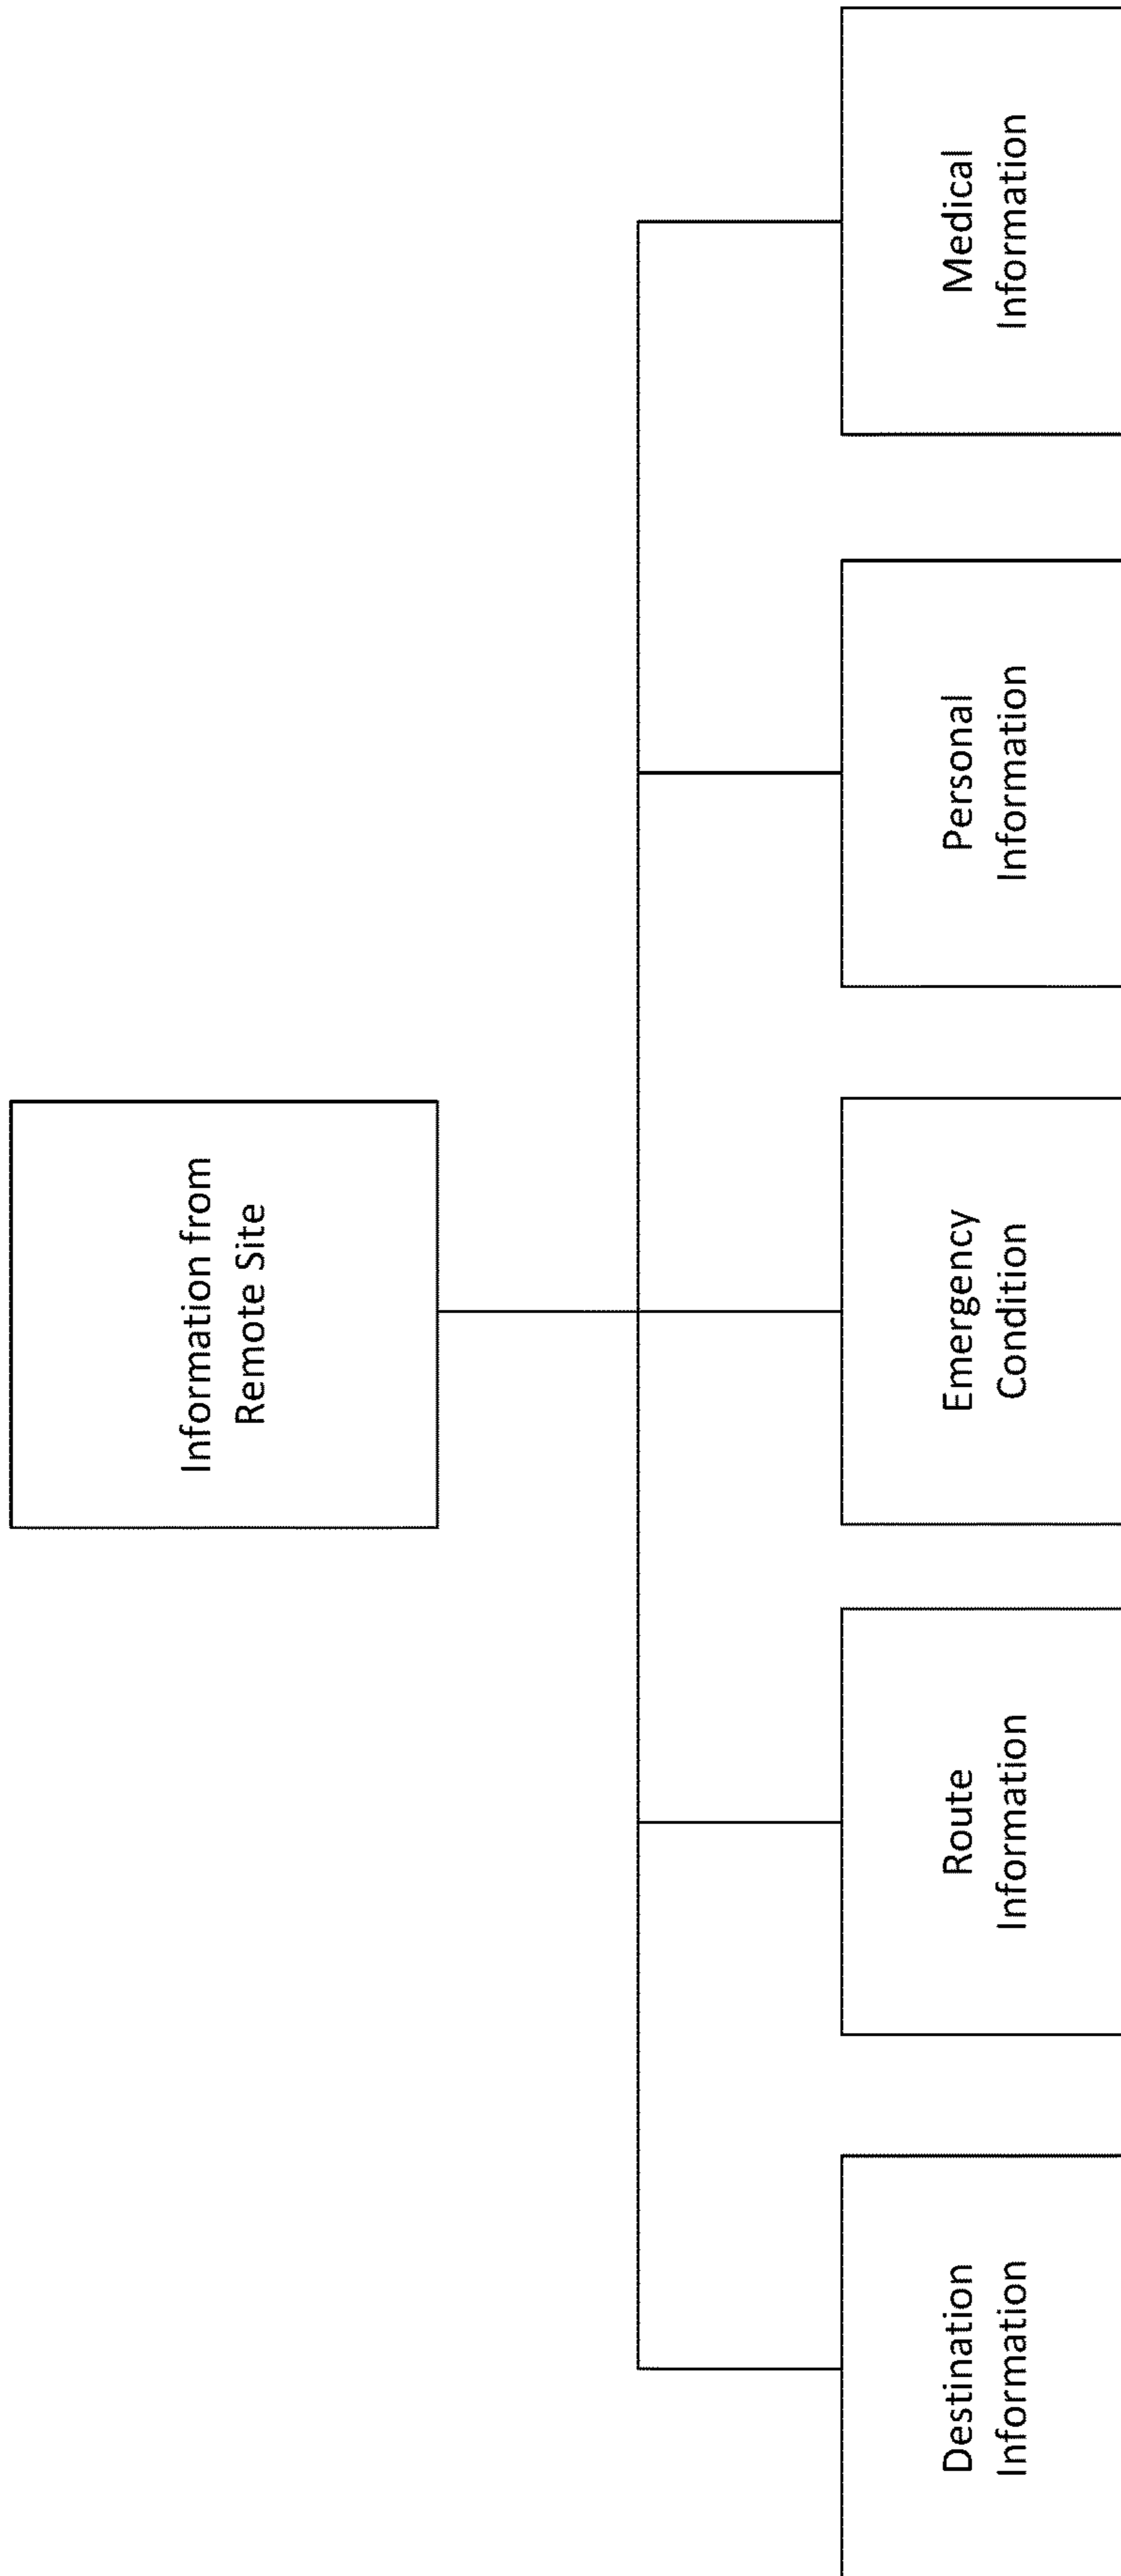 Information from
Remote Site
Destination
Information
Route
Information
Emergency
Condition
Personal
Information
Medical
Information